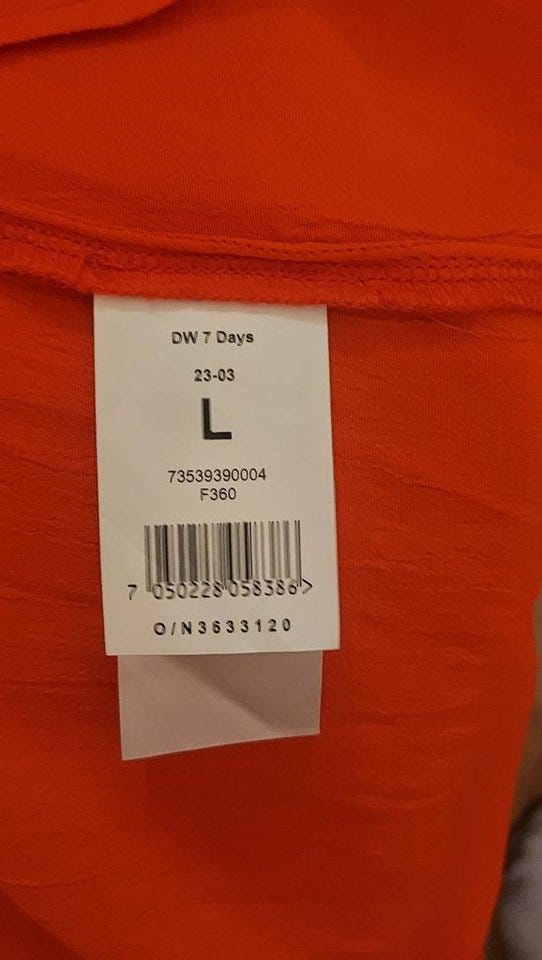 DW 7 Days
23-03
L
73539390004
F360
7 050228 058386 >
O/N3633120